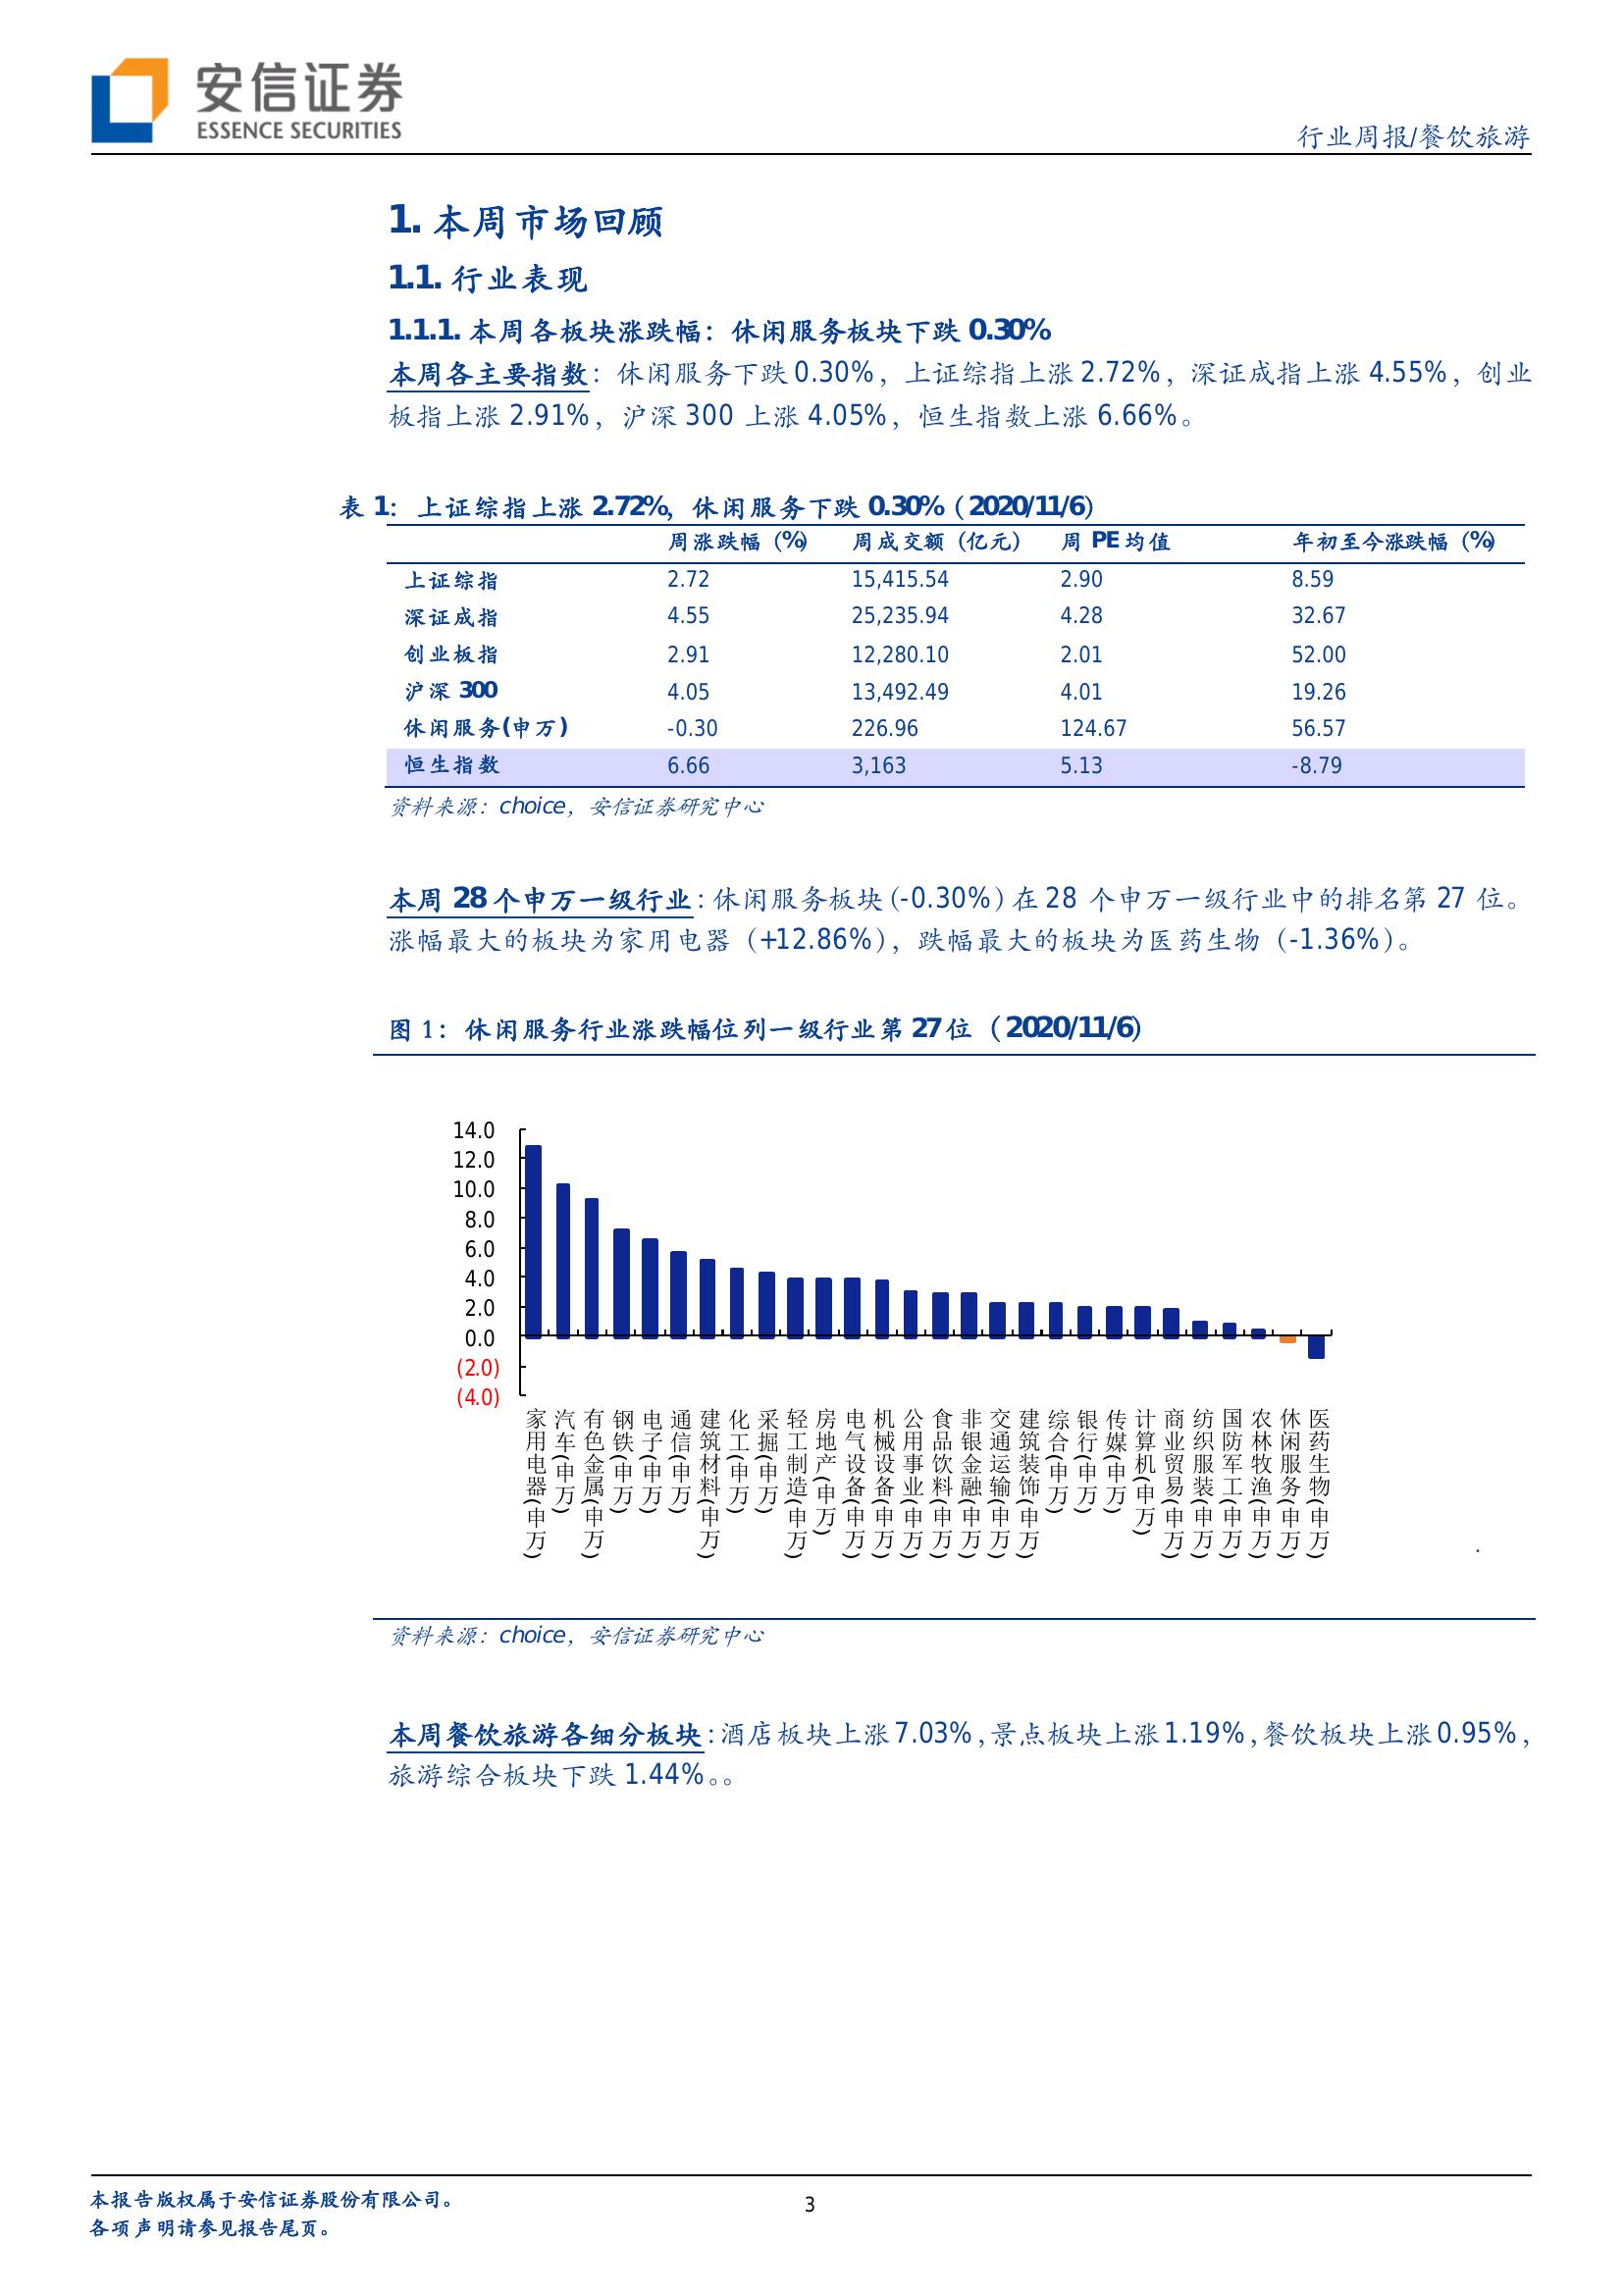 安信证券
ESSENCE SECURITIES
行业周报/餐饮旅游
1. 本周市场回顾
1.1. 行业表现
1.1.1. 本周各板块涨跌幅：休闲服务板块下跌 0.30%
本周各主要指数：休闲服务下跌 0.30%，上证综指上涨 2.72%，深证成指上涨 4.55%，创业
板指上涨 2.91%，沪深 300 上涨 4.05%，恒生指数上涨 6.66%。
表 1：上证综指上涨 2.72%，休闲服务下跌 0.30%（2020/11/6）
周涨跌幅（%） 周成交额（亿元） 周 PE 均值 年初至今涨跌幅（%）
上证综指 2.72 15,415.54 2.90 8.59
深证成指 4.55 25,235.94 4.28 32.67
创业板指 2.91 12,280.10 2.01 52.00
沪深 300 4.05 13,492.49 4.01 19.26
休闲服务(申万) -0.30 226.96 124.67 56.57
恒生指数 6.66 3,163 5.13 -8.79
资料来源：choice，安信证券研究中心
本周 28 个申万一级行业：休闲服务板块(-0.30%)在 28 个申万一级行业中的排名第 27 位。
涨幅最大的板块为家用电器（+12.86%），跌幅最大的板块为医药生物（-1.36%）。
图 1：休闲服务行业涨跌幅位列一级行业第 27 位（2020/11/6）
14.0
12.0
10.0
8.0
6.0
4.0
2.0
0.0
(2.0)
(4.0)
家用电器(申万)
汽车(申万)
有色金属(申万)
钢铁(申万)
电子(申万)
通信(申万)
建筑材料(申万)
化工(申万)
采掘(申万)
轻工制造(申万)
房地产(申万)
电气设备(申万)
机械设备(申万)
公用事业(申万)
食品饮料(申万)
非银金融(申万)
交通运输(申万)
建筑装饰(申万)
综合(申万)
银行(申万)
传媒(申万)
计算机(申万)
商业贸易(申万)
纺织服装(申万)
国防军工(申万)
农林牧渔(申万)
休闲服务(申万)
医药生物(申万)
资料来源：choice，安信证券研究中心
本周餐饮旅游各细分板块：酒店板块上涨 7.03%，景点板块上涨 1.19%，餐饮板块上涨 0.95%，
旅游综合板块下跌 1.44%。。
本报告版权属于安信证券股份有限公司。
各项声明请参见报告尾页。
3